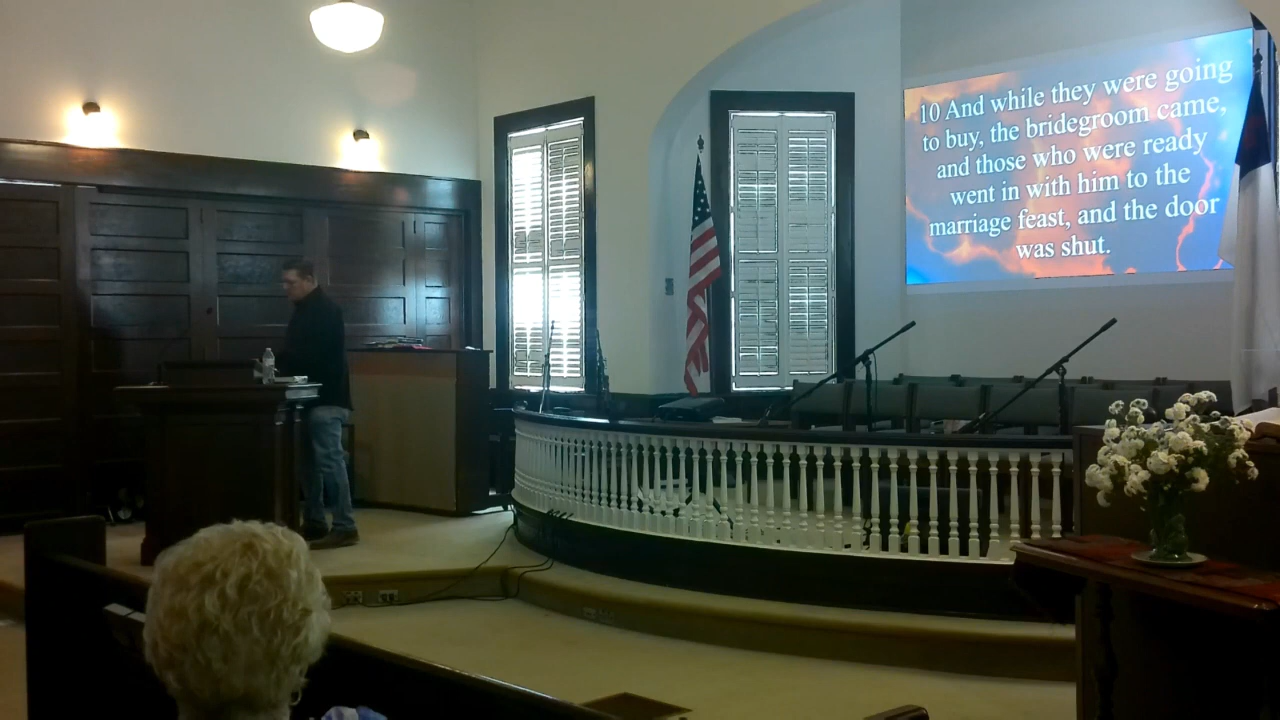 10 And while they were going
to buy, the bridegroom came,
and those who were ready
went in with him to the
marriage feast, and the door
was shut.